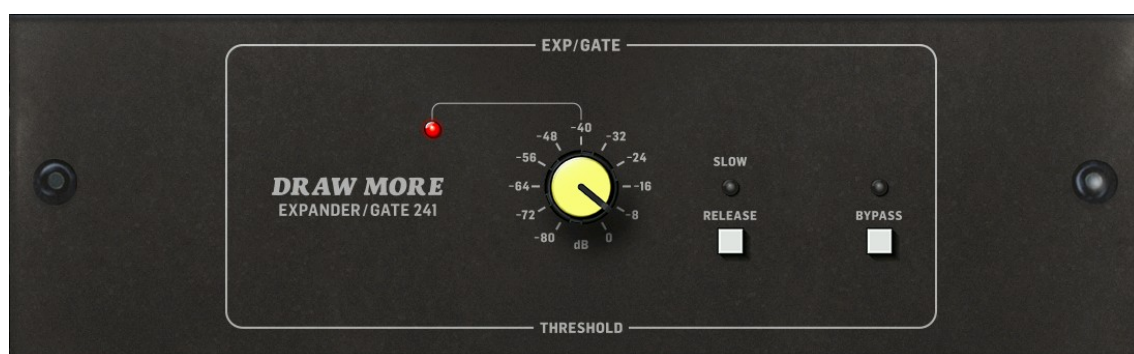 EXP/GATE
-40
-48
-32
-56
-24
-64
-16
-72
-8
-80
0
dB
DRAW MORE
EXPANDER/GATE 241
SLOW
RELEASE
BYPASS
THRESHOLD